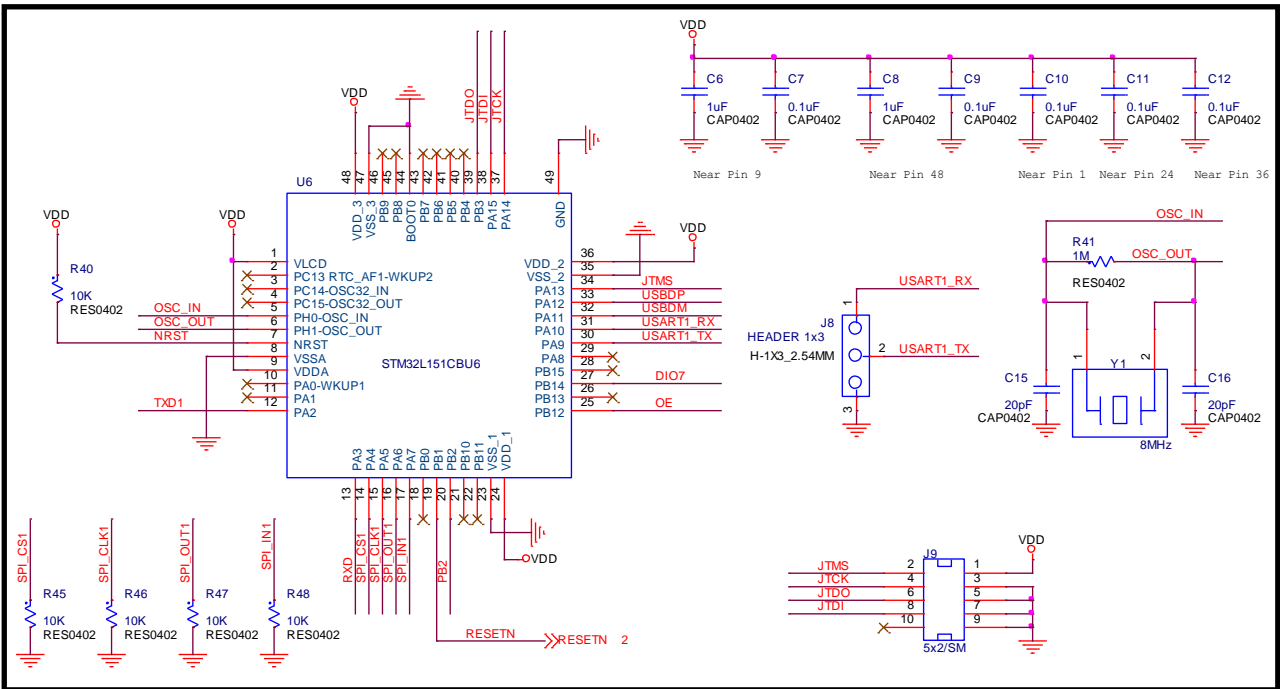 VDD
C6
1uF
CAP0402
C7
0.1uF
CAP0402
C8
1uF
CAP0402
C9
0.1uF
CAP0402
C10
0.1uF
CAP0402
C11
0.1uF
CAP0402
C12
0.1uF
CAP0402
Near Pin 9
Near Pin 48
Near Pin 1
Near Pin 24
Near Pin 36
VDD
JTDO
JTDI
JTCK
U6
48
47
46
45
44
43
42
41
40
39
38
37
49
VDD_3
VSS_3
PB9
PB8
BOOT0
PB7
PB6
PB5
PB4
PB3
PA15
PA14
GND
VDD
R40
10K
RES0402
VDD
OSC_IN
OSC_OUT
NRST
TXD1
1 VLCD
2 PC13 RTC_AF1-WKUP2
3 PC14-OSC32_IN
4 PC15-OSC32_OUT
5 PH0-OSC_IN
6 PH1-OSC_OUT
7 NRST
8 VSSA
9 VDDA
10 PA0-WKUP1
11 PA1
12 PA2
STM32L151CBU6
VDD
VDD_2 36
VSS_2 35
PA13 34 JTMS
PA12 33 USBDP
PA11 32 USBDM
PA10 31 USART1_RX
PA9 30 USART1_TX
PA8 29
PB15 28
PB14 27 DIO7
PB13 26
PB12 25 OE
PA3
PA4
PA5
PA6
PA7
PB0
PB1
PB2
PB10
PB11
VSS_1
VDD_1
13
14
15
16
17
18
19
20
21
22
23
24
RXD
SPI_CS1
SPI_CLK1
SPI_OUT1
SPI_IN1
PB2
VDD
RESETN
RESETN 2
USART1_RX
1
J8
HEADER 1x3
H-1X3_2.54MM
2 USART1_TX
3
OSC_IN
R41
1M
OSC_OUT
RES0402
1
2
Y1
C15
20pF
CAP0402
C16
20pF
CAP0402
8MHz
SPI_CS1
SPI_CLK1
SPI_OUT1
SPI_IN1
R45
10K
RES0402
R46
10K
RES0402
R47
10K
RES0402
R48
10K
RES0402
VDD
J9
JTMS 2 1
JTCK 4 3
JTDO 6 5
JTDI 8 7
10 9
5x2/SM